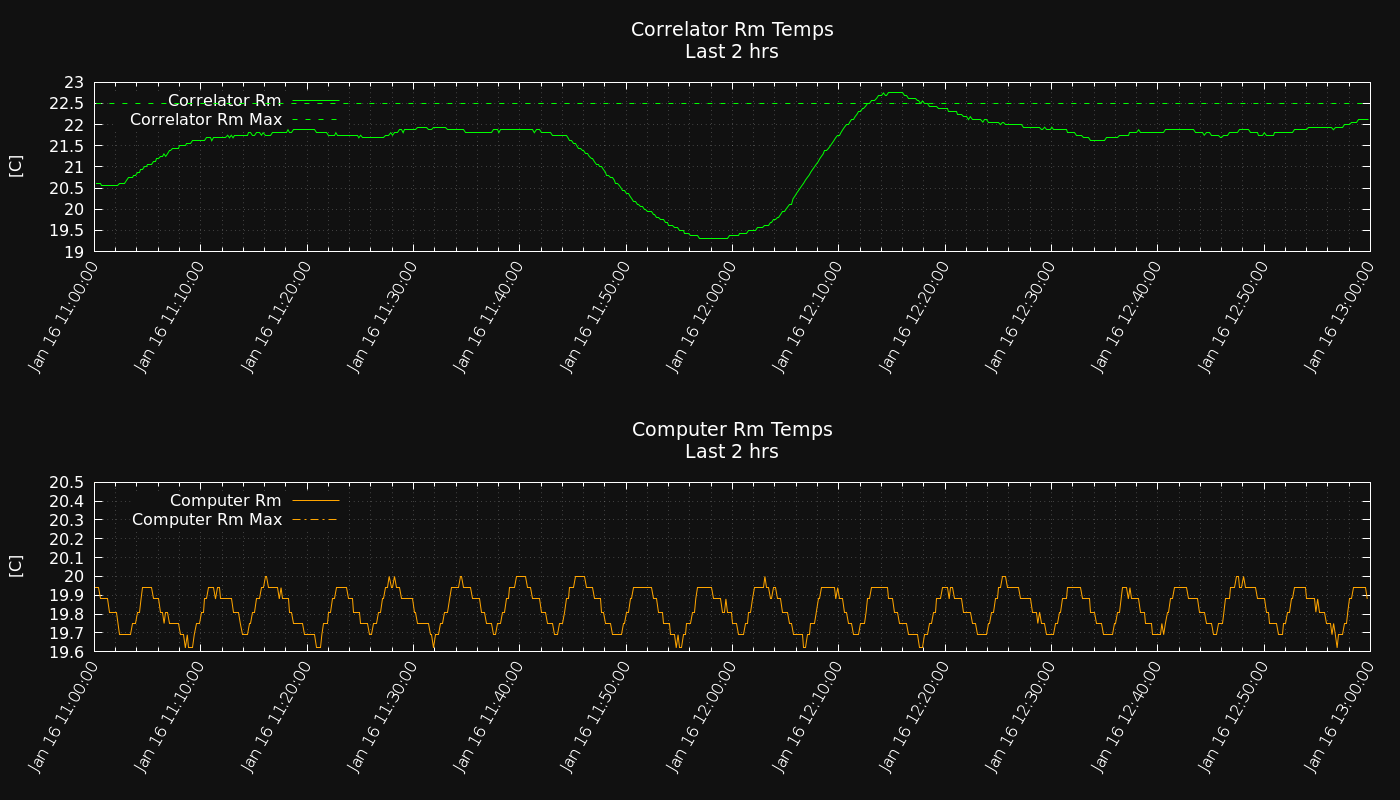 Correlator Rm Temps
Last 2 hrs
23
22.5
22
21.5
21
20.5
20
19.5
19
[C]
Correlator Rm
Correlator Rm Max
Jan 16 11:00:00
Jan 16 11:10:00
Jan 16 11:20:00
Jan 16 11:30:00
Jan 16 11:40:00
Jan 16 11:50:00
Jan 16 12:00:00
Jan 16 12:10:00
Jan 16 12:20:00
Jan 16 12:30:00
Jan 16 12:40:00
Jan 16 12:50:00
Jan 16 13:00:00
Computer Rm Temps
Last 2 hrs
20.5
20.4
20.3
20.2
20.1
20
19.9
19.8
19.7
19.6
[C]
Computer Rm
Computer Rm Max
Jan 16 11:00:00
Jan 16 11:10:00
Jan 16 11:20:00
Jan 16 11:30:00
Jan 16 11:40:00
Jan 16 11:50:00
Jan 16 12:00:00
Jan 16 12:10:00
Jan 16 12:20:00
Jan 16 12:30:00
Jan 16 12:40:00
Jan 16 12:50:00
Jan 16 13:00:00